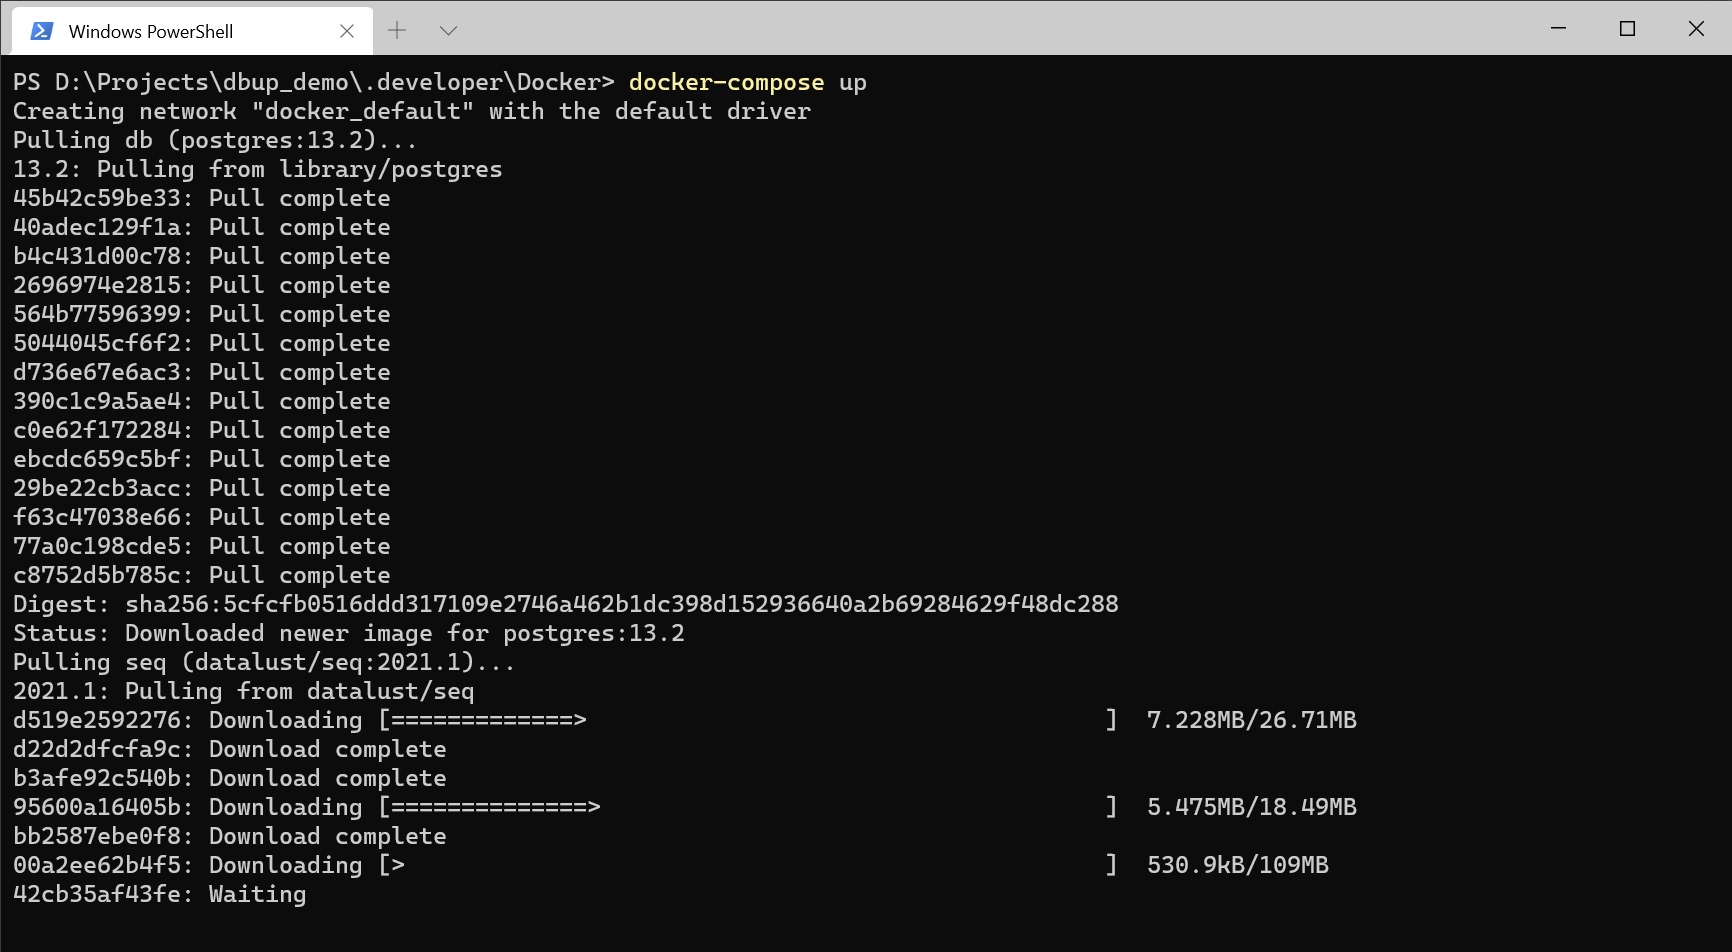 Windows PowerShell
PS D:\Projects\dbup_demo\.developer\Docker> docker-compose up
Creating network "docker_default" with the default driver
Pulling db (postgres:13.2)...
13.2: Pulling from library/postgres
45b42c59be33: Pull complete
40adec129f1a: Pull complete
b4c431d00c78: Pull complete
2696974e2815: Pull complete
564b77596399: Pull complete
5044045cf6f2: Pull complete
d736e67e6ac3: Pull complete
390c1c9a5ae4: Pull complete
c0e62f172284: Pull complete
ebcdc659c5bf: Pull complete
29be22cb3acc: Pull complete
f63c47038e66: Pull complete
77a0c198cde5: Pull complete
c8752d5b785c: Pull complete
Digest: sha256:5cfcfb0516ddd317109e2746a462b1dc398d152936640a2b69284629f48dc288
Status: Downloaded newer image for postgres:13.2
Pulling seq (datalust/seq:2021.1)...
2021.1: Pulling from datalust/seq
d519e2592276: Downloading [=============>                                     ]  7.228MB/26.71MB
d22d2dfcfa9c: Download complete
b3afe92c540b: Download complete
95600a16405b: Downloading [==============>                                    ]  5.475MB/18.49MB
bb2587ebe0f8: Download complete
00a2ee62b4f5: Downloading [>                                                  ]  530.9kB/109MB
42cb35af43fe: Waiting